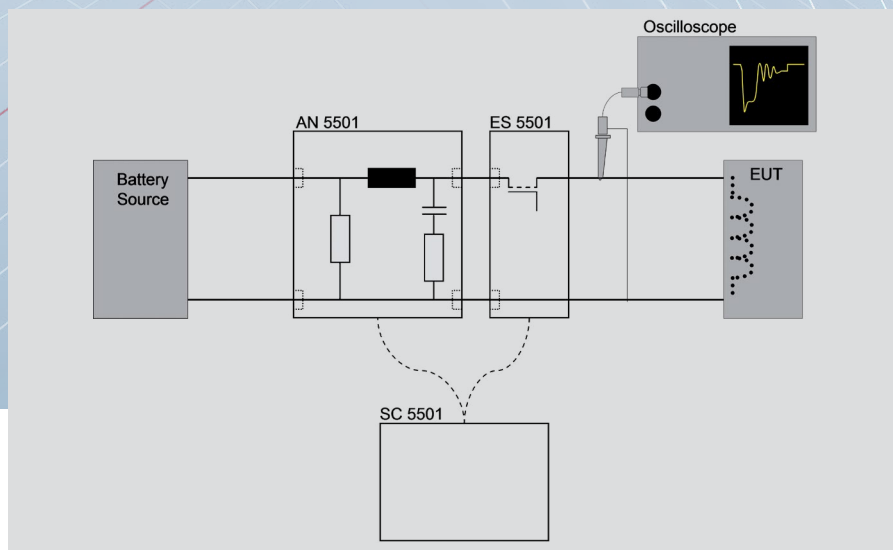 Oscilloscope
AN 5501
ES 5501
Battery
Source
EUT
SC 5501